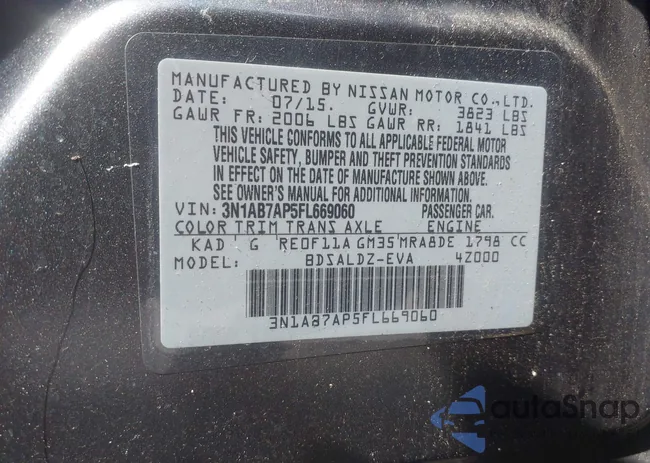 MANUFACTURED BY NISSAN MOTOR CO.,LTD.
DATE: 07/15. GVWR: 3823 LBS
GAWR FR: 2006 LBS GAWR RR: 1841 LBS
THIS VEHICLE CONFORMS TO ALL APPLICABLE FEDERAL MOTOR
VEHICLE SAFETY, BUMPER AND THEFT PREVENTION STANDARDS
IN EFFECT ON THE DATE OF MANUFACTURE SHOWN ABOVE.
SEE OWNER'S MANUAL FOR ADDITIONAL INFORMATION.
VIN: 3N1AB7AP5FL669060 PASSENGER CAR.
COLOR TRIM TRANS AXLE ENGINE
KAD G RE0F11A GM35 MRA8DE 1798 CC
MODEL: BDSALDZ-EVA 4Z000
3N1AB7AP5FL669060
autoSnap